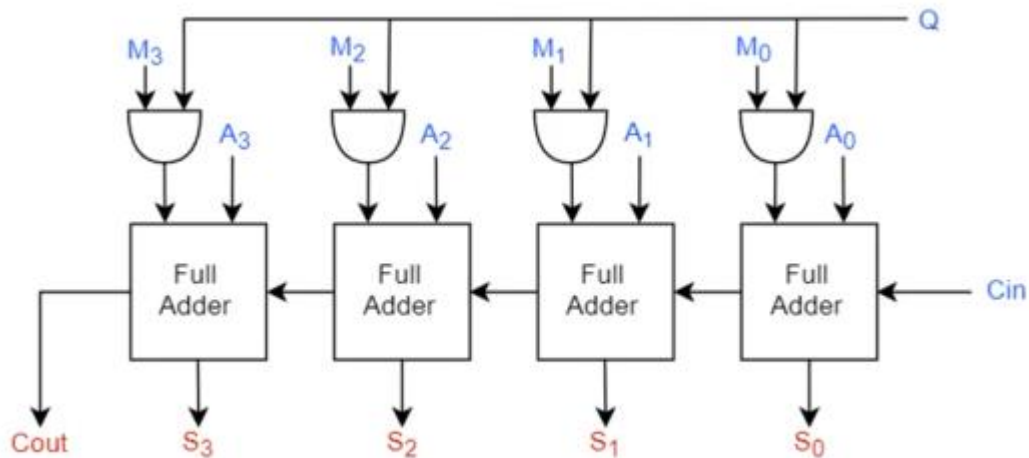 Q
M3 M2 M1 M0
A3 A2 A1 A0
Full Adder
Full Adder
Full Adder
Full Adder
Cin
Cout S3 S2 S1 S0